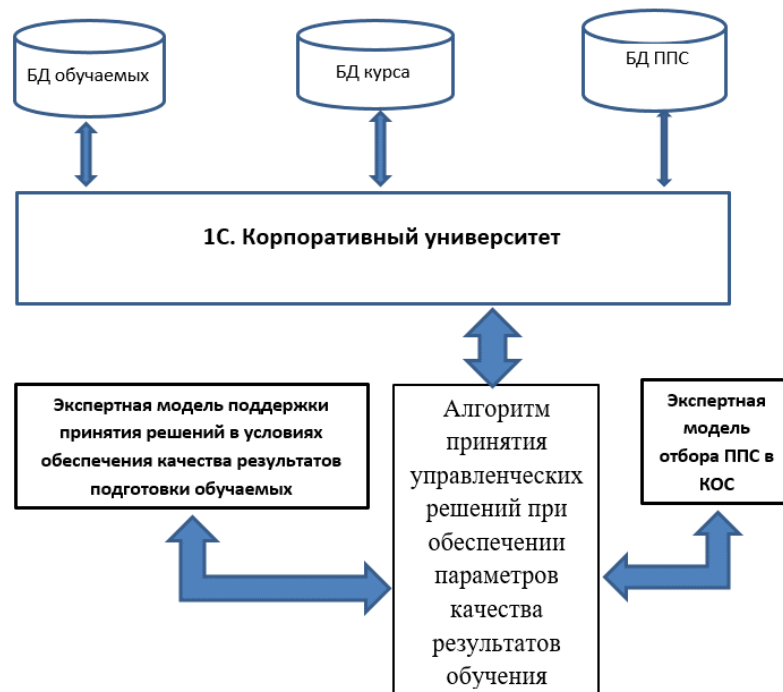 БД обучаемых
БД курса
БД ППС
1С. Корпоративный университет
Экспертная модель поддержки
принятия решений в условиях
обеспечения качества результатов
подготовки обучаемых
Алгоритм
принятия
управленческих
решений при
обеспечении
параметров
качества
результатов
обучения
Экспертная
модель
отбора ППС в
КОС